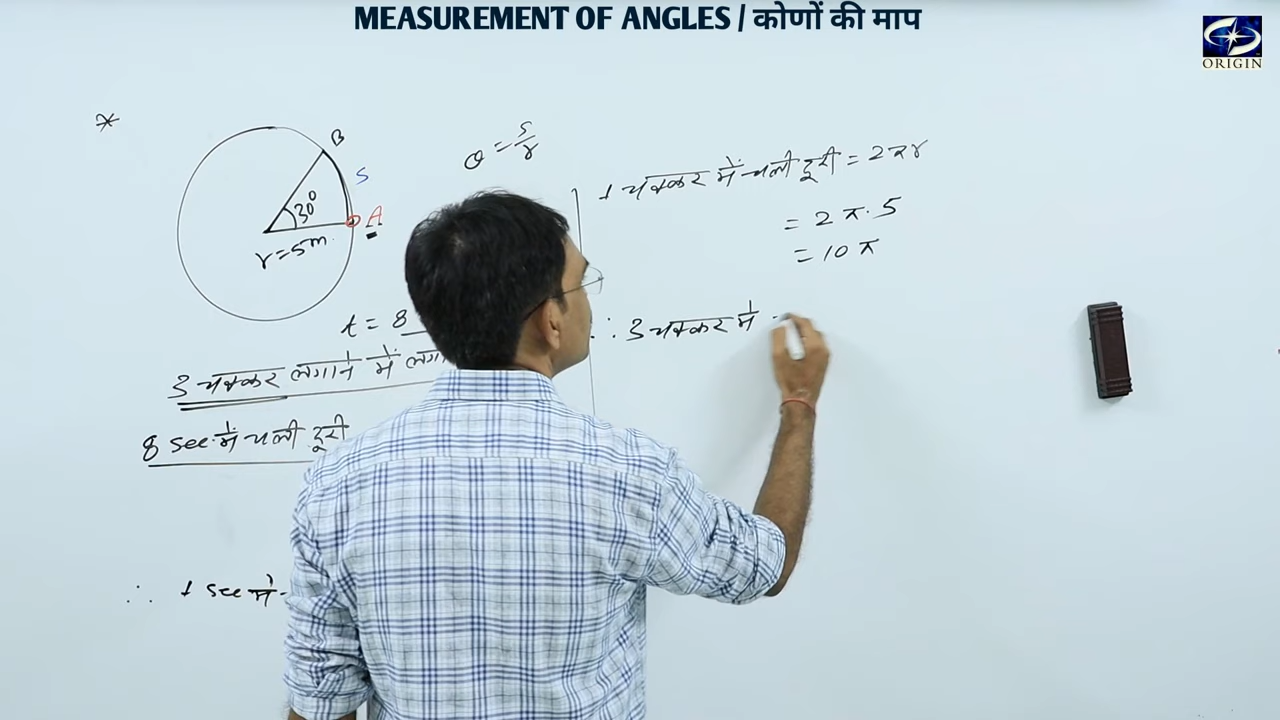 MEASUREMENT OF ANGLES / कोणों की माप
ORIGIN
*
B
S
A
30°
r=5m.
θ = s/r
t = 8
3 चक्कर लगाने में
8 sec. में चली दूरी
∴ 1 sec में
1 चक्कर में चली दूरी = 2πr
= 2π.5
= 10π
∴ 3 चक्कर में